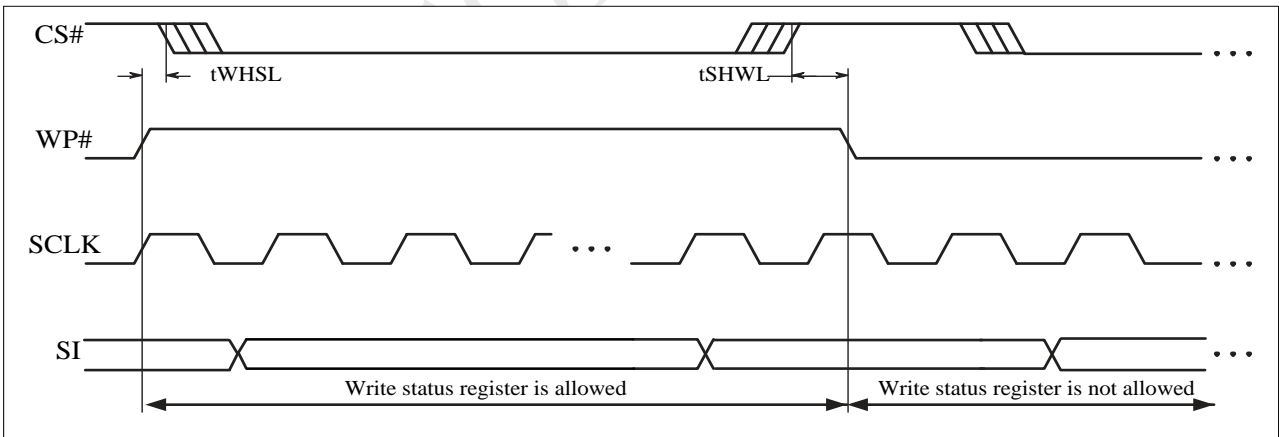 CS#
tWHSL
tSHWL
WP#
SCLK
SI
Write status register is allowed
Write status register is not allowed